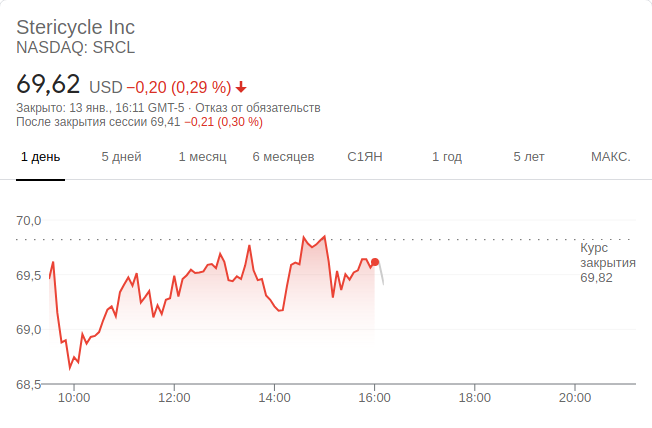 Stericycle Inc
NASDAQ: SRCL
69,62 USD −0,20 (0,29 %)
Закрыто: 13 янв., 16:11 GMT-5 · Отказ от обязательств
После закрытия сессии 69,41 −0,21 (0,30 %)
1 день 5 дней 1 месяц 6 месяцев С1ЯН 1 год 5 лет МАКС.
70,0
Курс
закрытия
69,82
69,5
69,0
68,5
10:00 12:00 14:00 16:00 18:00 20:00